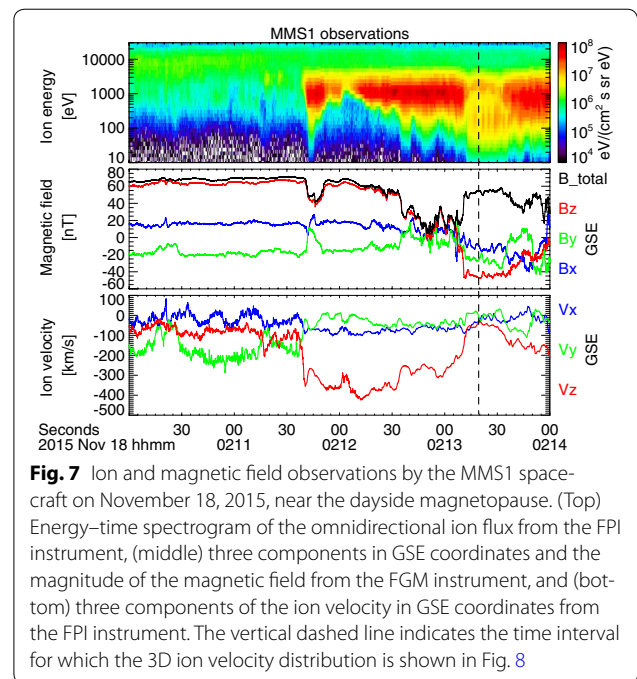 MMS1 observations
Ion energy
[eV]
10000
1000
100
10
10^8
10^7
10^6
10^5
10^4
eV/(cm^2 s sr eV)
Magnetic field
[nT]
80
60
40
20
0
-20
-40
-60
B_total
Bz
By
Bx
GSE
Ion velocity
[km/s]
100
0
-100
-200
-300
-400
-500
Vx
Vy
Vz
GSE
Seconds 30 00 30 00 30 00 30 00
2015 Nov 18 hhmm 0211 0212 0213 0214
Fig. 7 Ion and magnetic field observations by the MMS1 space-
craft on November 18, 2015, near the dayside magnetopause. (Top)
Energy–time spectrogram of the omnidirectional ion flux from the FPI
instrument, (middle) three components in GSE coordinates and the
magnitude of the magnetic field from the FGM instrument, and (bot-
tom) three components of the ion velocity in GSE coordinates from
the FPI instrument. The vertical dashed line indicates the time interval
for which the 3D ion velocity distribution is shown in Fig. 8